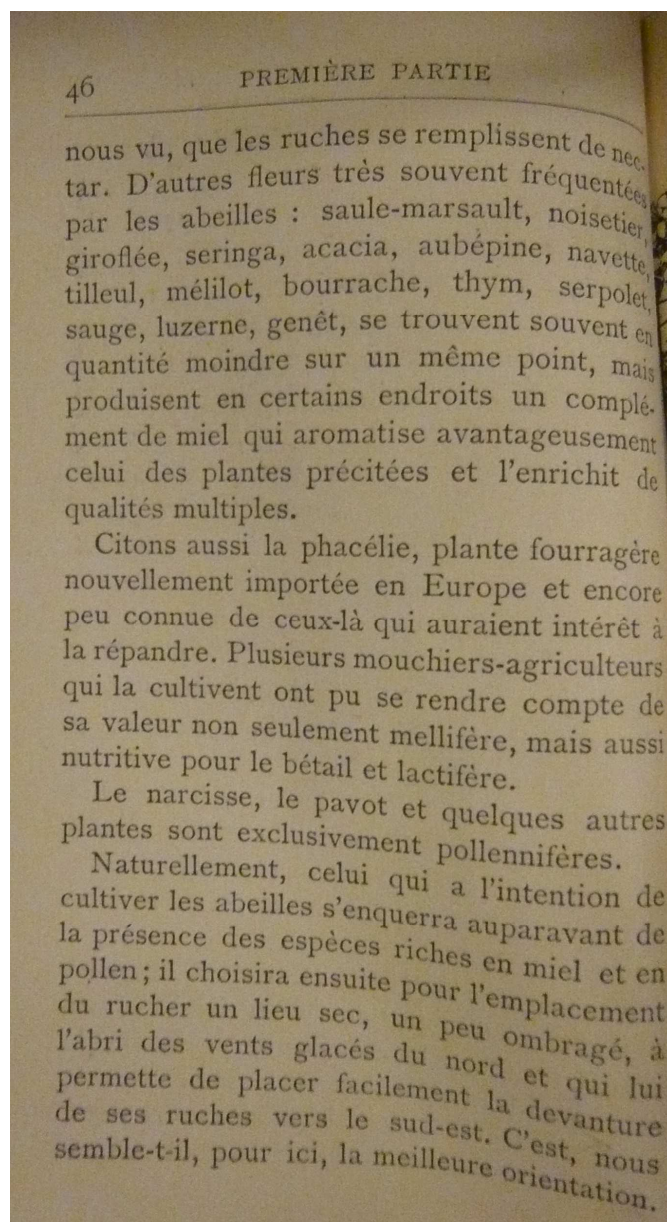 46
PREMIÈRE PARTIE
nous vu, que les ruches se remplissent de nec-
tar. D'autres fleurs très souvent fréquentées
par les abeilles : saule-marsault, noisetier,
giroflée, seringa, acacia, aubépine, navette,
tilleul, mélilot, bourrache, thym, serpolet,
sauge, luzerne, genêt, se trouvent souvent en
quantité moindre sur un même point, mais
produisent en certains endroits un complé-
ment de miel qui aromatise avantageusement
celui des plantes précitées et l'enrichit de
qualités multiples.
Citons aussi la phacélie, plante fourragère
nouvellement importée en Europe et encore
peu connue de ceux-là qui auraient intérêt à
la répandre. Plusieurs mouchiers-agriculteurs
qui la cultivent ont pu se rendre compte de
sa valeur non seulement mellifère, mais aussi
nutritive pour le bétail et lactifère.
Le narcisse, le pavot et quelques autres
plantes sont exclusivement pollennifères.
Naturellement, celui qui a l'intention de
cultiver les abeilles s'enquerra auparavant de
la présence des espèces riches en miel et en
pollen ; il choisira ensuite pour l'emplacement
du rucher un lieu sec, un peu ombragé, à
l'abri des vents glacés du nord et qui lui
permette de placer facilement la devanture
de ses ruches vers le sud-est. C'est, nous
semble-t-il, pour ici, la meilleure orientation.